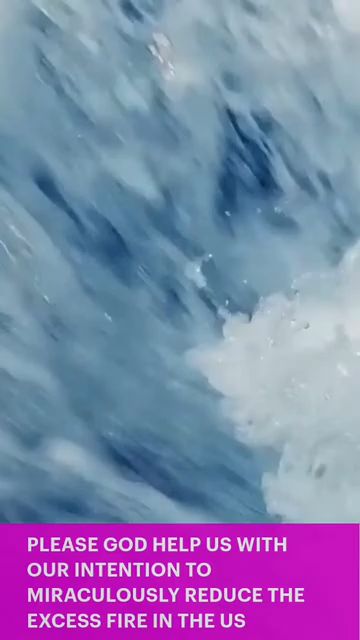 PLEASE GOD HELP US WITH
OUR INTENTION TO
MIRACULOUSLY REDUCE THE
EXCESS FIRE IN THE US